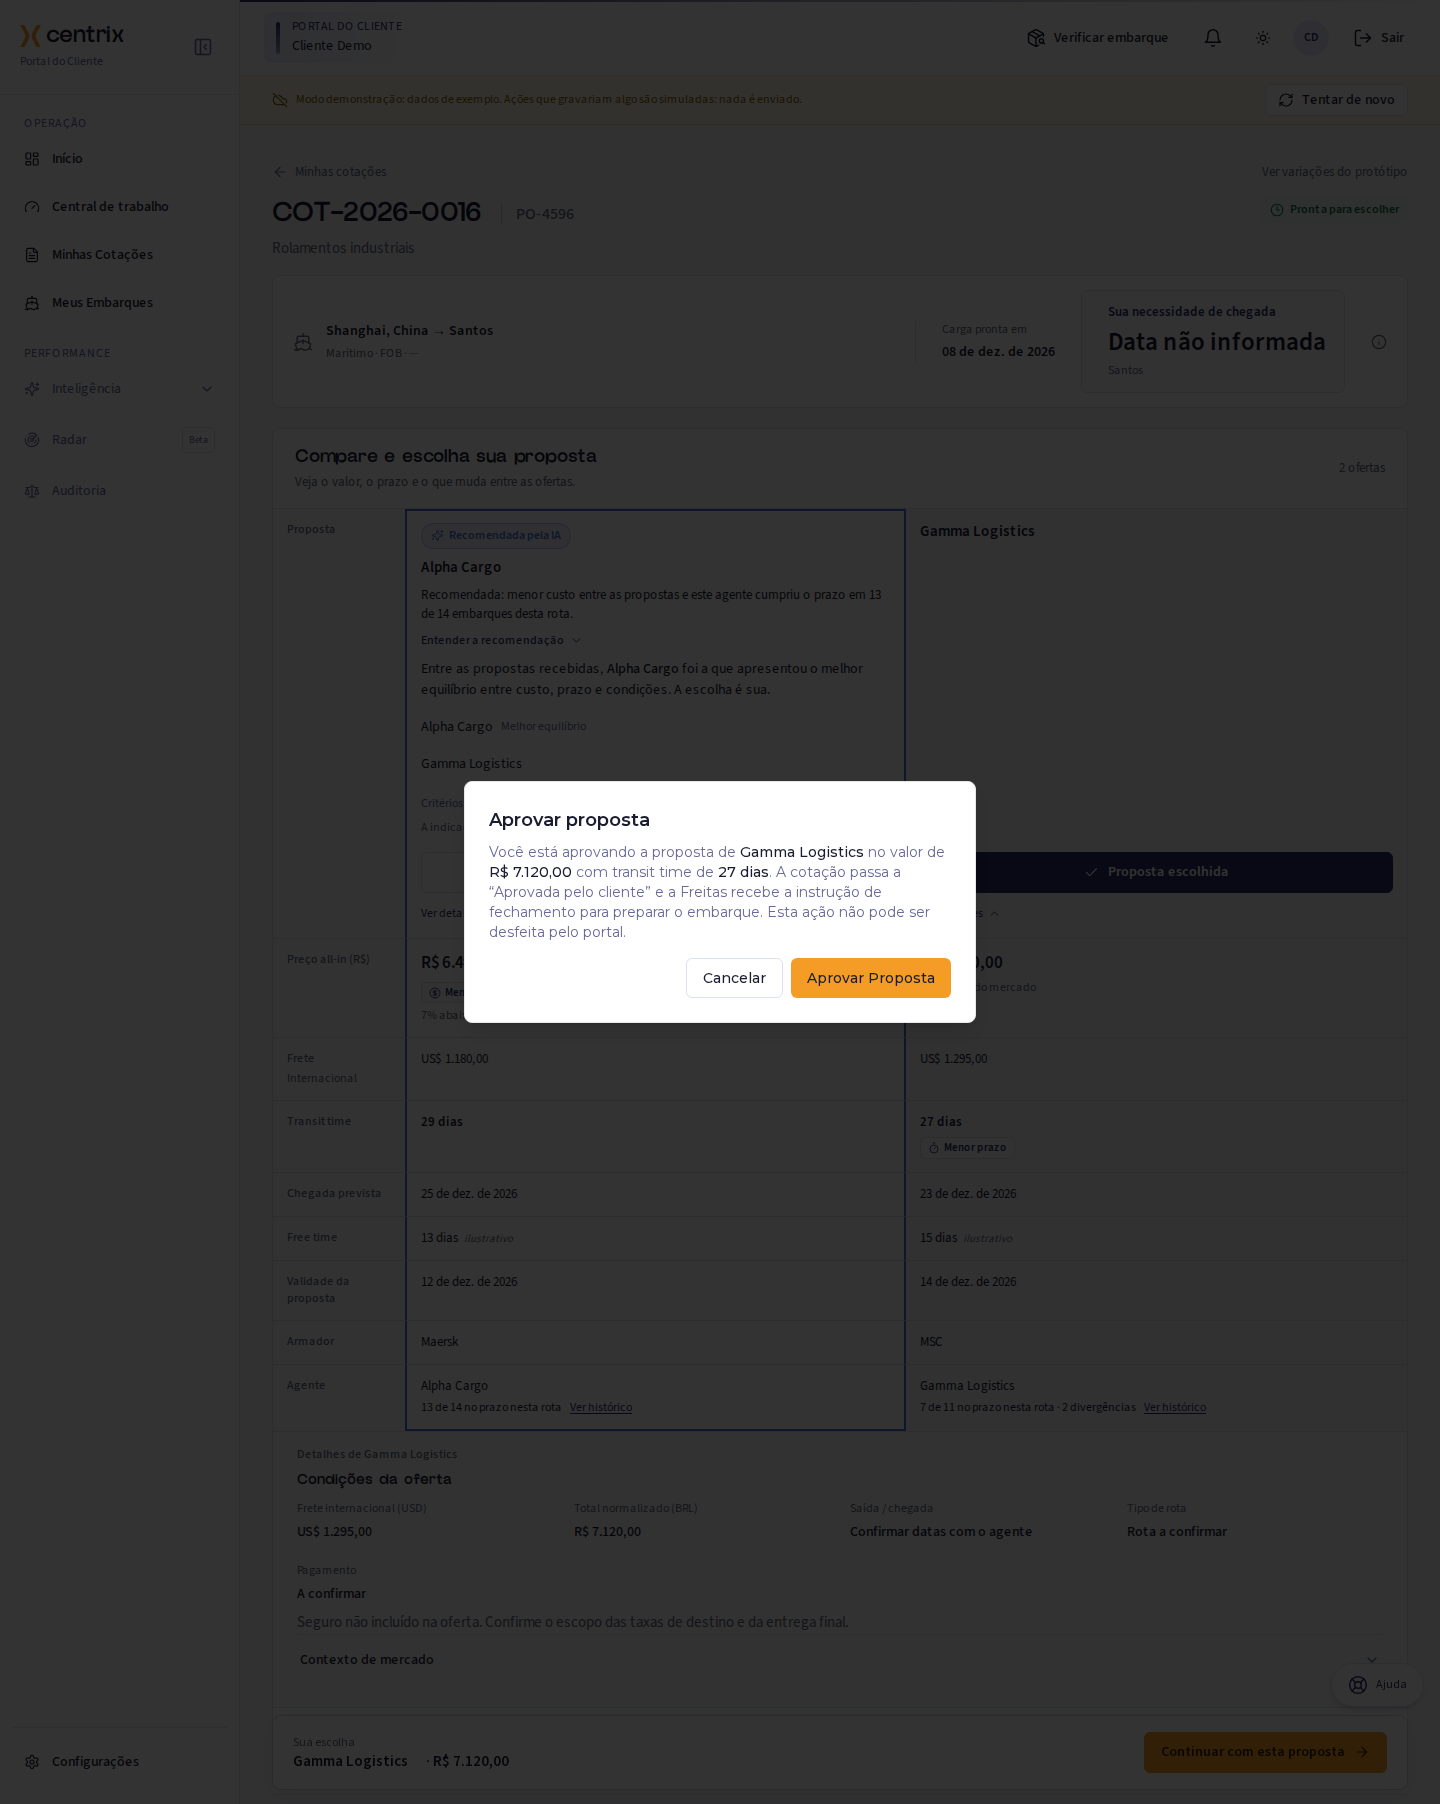 centrix
Portal do Cliente
OPERAÇÃO
Início
Central de trabalho
Minhas Cotações
Meus Embarques
PERFORMANCE
Inteligência
Radar
Beta
Auditoria
Configurações
PORTAL DO CLIENTE
Cliente Demo
Verificar embarque
CD
Sair
Modo demonstração: dados de exemplo. Ações que gravariam algo são simuladas; nada é enviado.
Tentar de novo
Minhas cotações
Ver variações do protótipo
COT-2026-0016
PO-4596
Pronta para escolher
Rolamentos industriais
Shanghai, China → Santos
Marítimo · FOB · —
Carga pronta em
08 de dez. de 2026
Sua necessidade de chegada
Data não informada
Santos
Compare e escolha sua proposta
Veja o valor, o prazo e o que muda entre as ofertas.
2 ofertas
Proposta
Recomendada pela IA
Alpha Cargo
Recomendada: menor custo entre as propostas e este agente cumpriu o prazo em 13
de 14 embarques desta rota.
Entender a recomendação
Entre as propostas recebidas, Alpha Cargo foi a que apresentou o melhor
equilíbrio entre custo, prazo e condições. A escolha é sua.
Alpha Cargo Melhor equilíbrio
Gamma Logistics
Critérios
A indica
Ver deta
Gamma Logistics
Proposta escolhida
Aprovar proposta
Você está aprovando a proposta de Gamma Logistics no valor de
R$ 7.120,00 com transit time de 27 dias. A cotação passa a
“Aprovada pelo cliente” e a Freitas recebe a instrução de
fechamento para preparar o embarque. Esta ação não pode ser
desfeita pelo portal.
Cancelar
Aprovar Proposta
Preço all-in (R$)
R$ 6.4
Men
7% abai
0,00
do mercado
Frete
Internacional
US$ 1.180,00
US$ 1.295,00
Transit time
29 dias
27 dias
Menor prazo
Chegada prevista
25 de dez. de 2026
23 de dez. de 2026
Free time
13 dias ilustrativo
15 dias ilustrativo
Validade da
proposta
12 de dez. de 2026
14 de dez. de 2026
Armador
Maersk
MSC
Agente
Alpha Cargo
13 de 14 no prazo nesta rota Ver histórico
Gamma Logistics
7 de 11 no prazo nesta rota · 2 divergências Ver histórico
Detalhes de Gamma Logistics
Condições da oferta
Frete internacional (USD)
US$ 1.295,00
Total normalizado (BRL)
R$ 7.120,00
Saída / chegada
Confirmar datas com o agente
Tipo de rota
Rota a confirmar
Pagamento
A confirmar
Seguro não incluído na oferta. Confirme o escopo das taxas de destino e da entrega final.
Contexto de mercado
Ajuda
Sua escolha
Gamma Logistics · R$ 7.120,00
Continuar com esta proposta